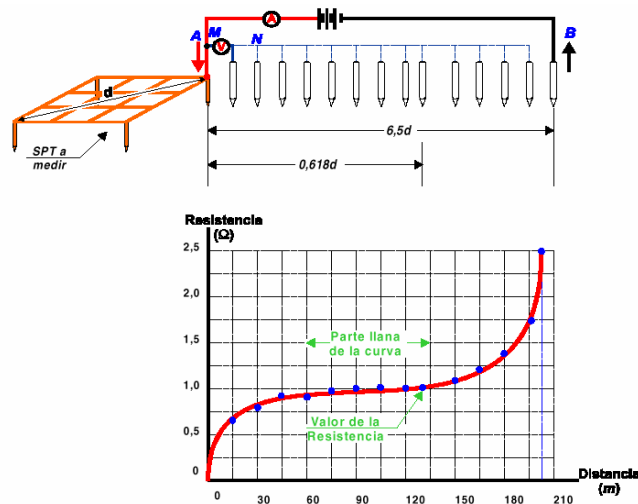 A
M
A
V
N
B
d
SPT a
medir
6,5d
0,618d
Resistencia
(Ω)
2,5
2,0
1,5
1,0
0,5
0
Parte llana
de la curva
Valor de la
Resistencia
0 30 60 90 120 150 180 210
Distancia
(m)